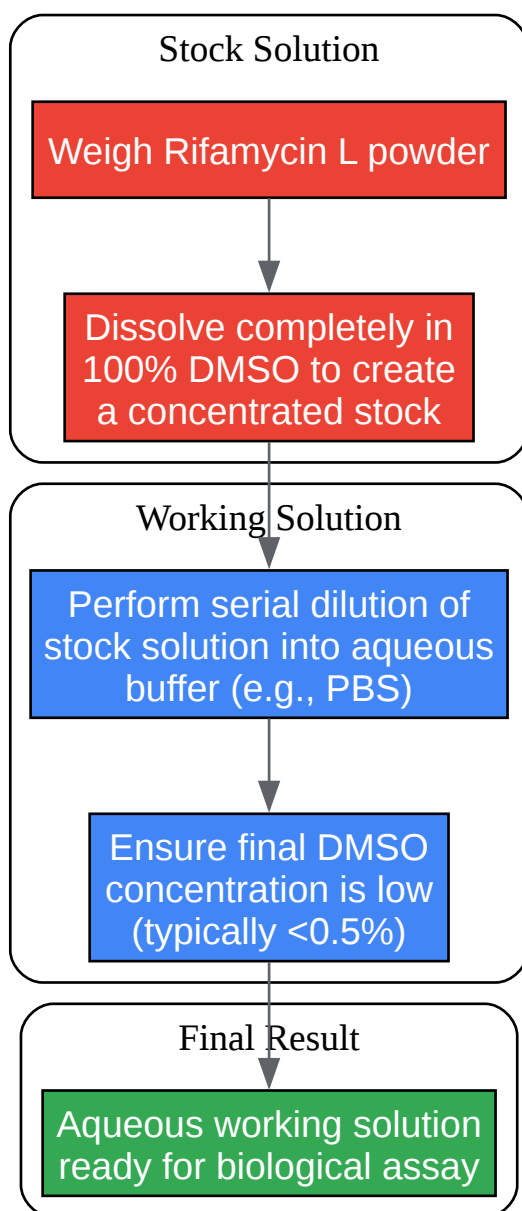 Stock Solution
Weigh Rifamycin L powder
Dissolve completely in
100% DMSO to create
a concentrated stock
Working Solution
Perform serial dilution of
stock solution into aqueous
buffer (e.g., PBS)
Ensure final DMSO
concentration is low
(typically <0.5%)
Final Result
Aqueous working solution
ready for biological assay